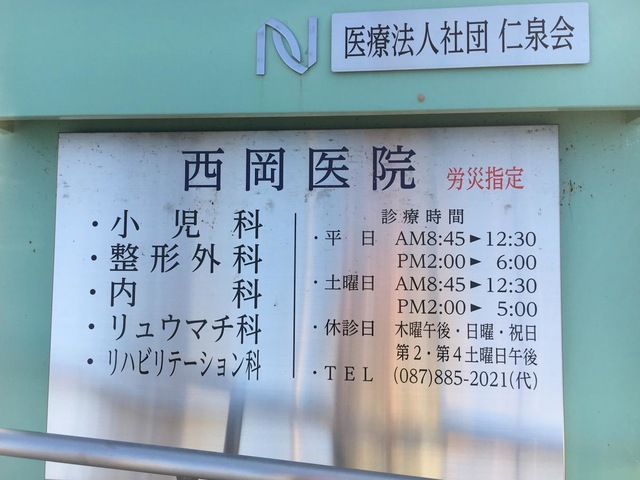 医療法人社団 仁泉会
西岡医院 労災指定
・小児科
・整形外科
・内科
・リュウマチ科
・リハビリテーション科
診療時間
・平日 AM8:45►12:30
PM2:00►6:00
・土曜日 AM8:45►12:30
PM2:00►5:00
・休診日 木曜午後・日曜・祝日
第2・第4土曜日午後
・TEL (087)885-2021(代)